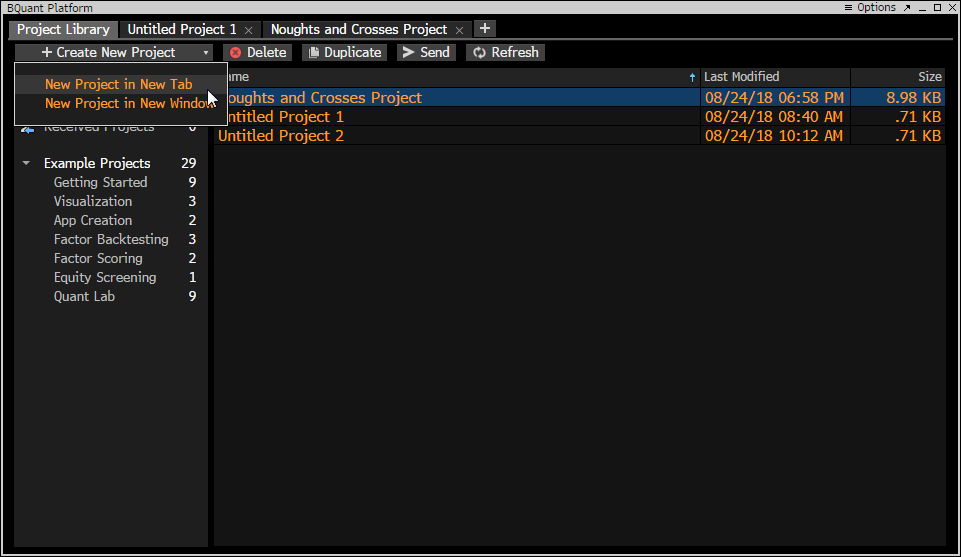 BQuant Platform
Options
Project Library Untitled Project 1 Noughts and Crosses Project
Create New Project Delete Duplicate Send Refresh
New Project in New Tab
New Project in New Window
Last Modified Size
and Crosses Project 08/24/18 06:58 PM 8.98 KB
Project 1 08/24/18 08:40 AM .71 KB
Untitled Project 2 08/24/18 10:12 AM .71 KB
Received Projects
Example Projects 29
Getting Started 9
Visualization 3
App Creation 2
Factor Backtesting 3
Factor Scoring 2
Equity Screening 1
Quant Lab 9